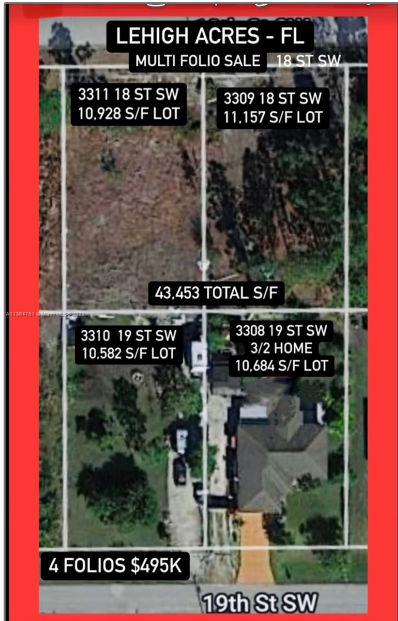 LEHIGH ACRES - FL
MULTI FOLIO SALE 18 ST SW
3311 18 ST SW
10,928 S/F LOT
3309 18 ST SW
11,157 S/F LOT
43,453 TOTAL S/F
3310 19 ST SW
10,582 S/F LOT
3308 19 ST SW
3/2 HOME
10,684 S/F LOT
4 FOLIOS $495K
19th St SW